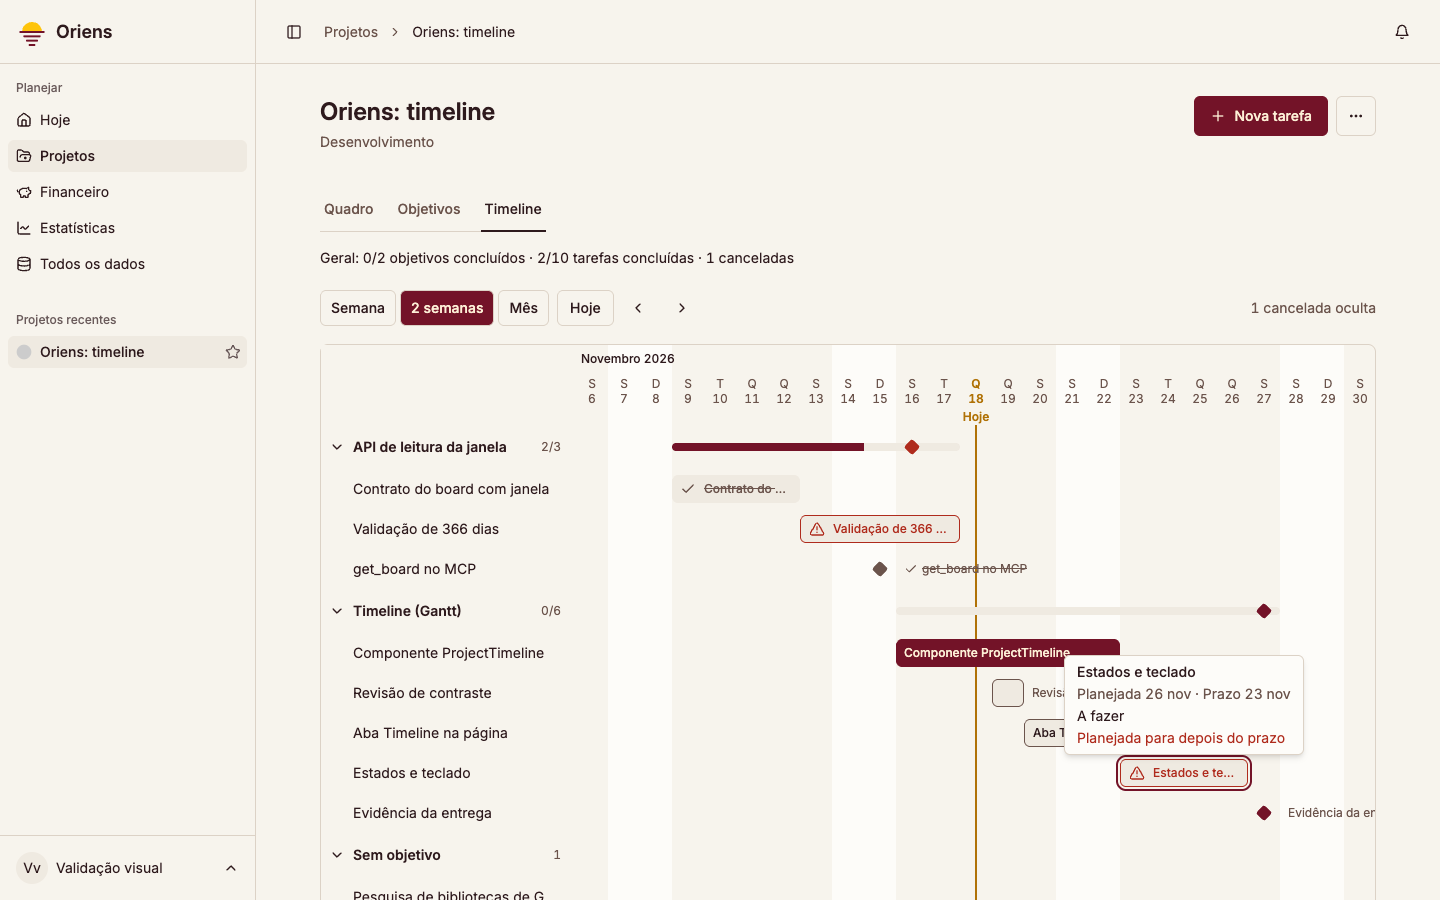 Oriens
Projetos
Oriens: timeline
Planejar
Hoje
Projetos
Financeiro
Estatísticas
Todos os dados
Projetos recentes
Oriens: timeline
Vv Validação visual
Oriens: timeline
Desenvolvimento
Nova tarefa
Quadro Objetivos Timeline
Geral: 0/2 objetivos concluídos · 2/10 tarefas concluídas · 1 canceladas
Semana 2 semanas Mês Hoje
1 cancelada oculta
Novembro 2026
S S D S T Q Q S S D S T Q Q S S D S T Q Q S S D S
6 7 8 9 10 11 12 13 14 15 16 17 18 19 20 21 22 23 24 25 26 27 28 29 30
Hoje
API de leitura da janela 2/3
Contrato do board com janela Contrato do ...
Validação de 366 dias Validação de 366 ...
get_board no MCP get_board no MCP
Timeline (Gantt) 0/6
Componente ProjectTimeline Componente ProjectTimeline
Revisão de contraste
Aba Timeline na página Aba
Estados e teclado
Planejada 26 nov · Prazo 23 nov
A fazer
Planejada para depois do prazo
Estados e teclado Estados e te...
Evidência da entrega Evidência da
Sem objetivo 1
Pesquisa de bibliotecas de G